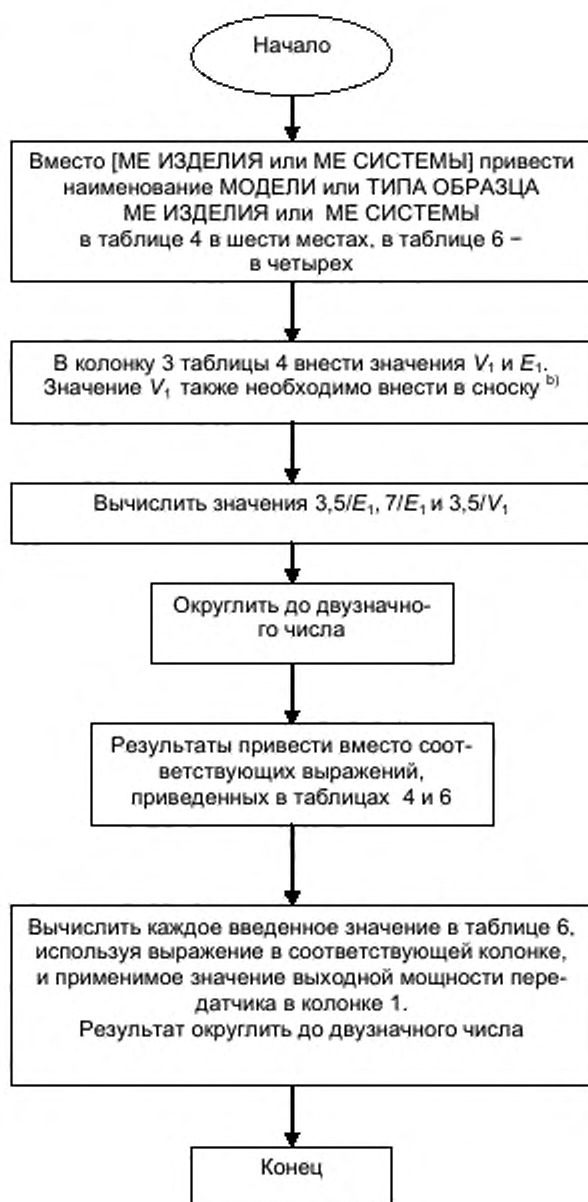 Начало
Вместо [МЕ ИЗДЕЛИЯ или МЕ СИСТЕМЫ] привести
наименование МОДЕЛИ или ТИПА ОБРАЗЦА
МЕ ИЗДЕЛИЯ или МЕ СИСТЕМЫ
в таблице 4 в шести местах, в таблице 6 –
в четырех
В колонку 3 таблицы 4 внести значения V₁ и E₁.
Значение V₁ также необходимо внести в сноску ᵇ⁾
Вычислить значения 3,5/E₁, 7/E₁ и 3,5/V₁
Округлить до двузначно-
го числа
Результаты привести вместо соот-
ветствующих выражений,
приведенных в таблицах 4 и 6
Вычислить каждое введенное значение в таблице 6,
используя выражение в соответствующей колонке,
и применимое значение выходной мощности пере-
датчика в колонке 1.
Результат округлить до двузначного числа
Конец